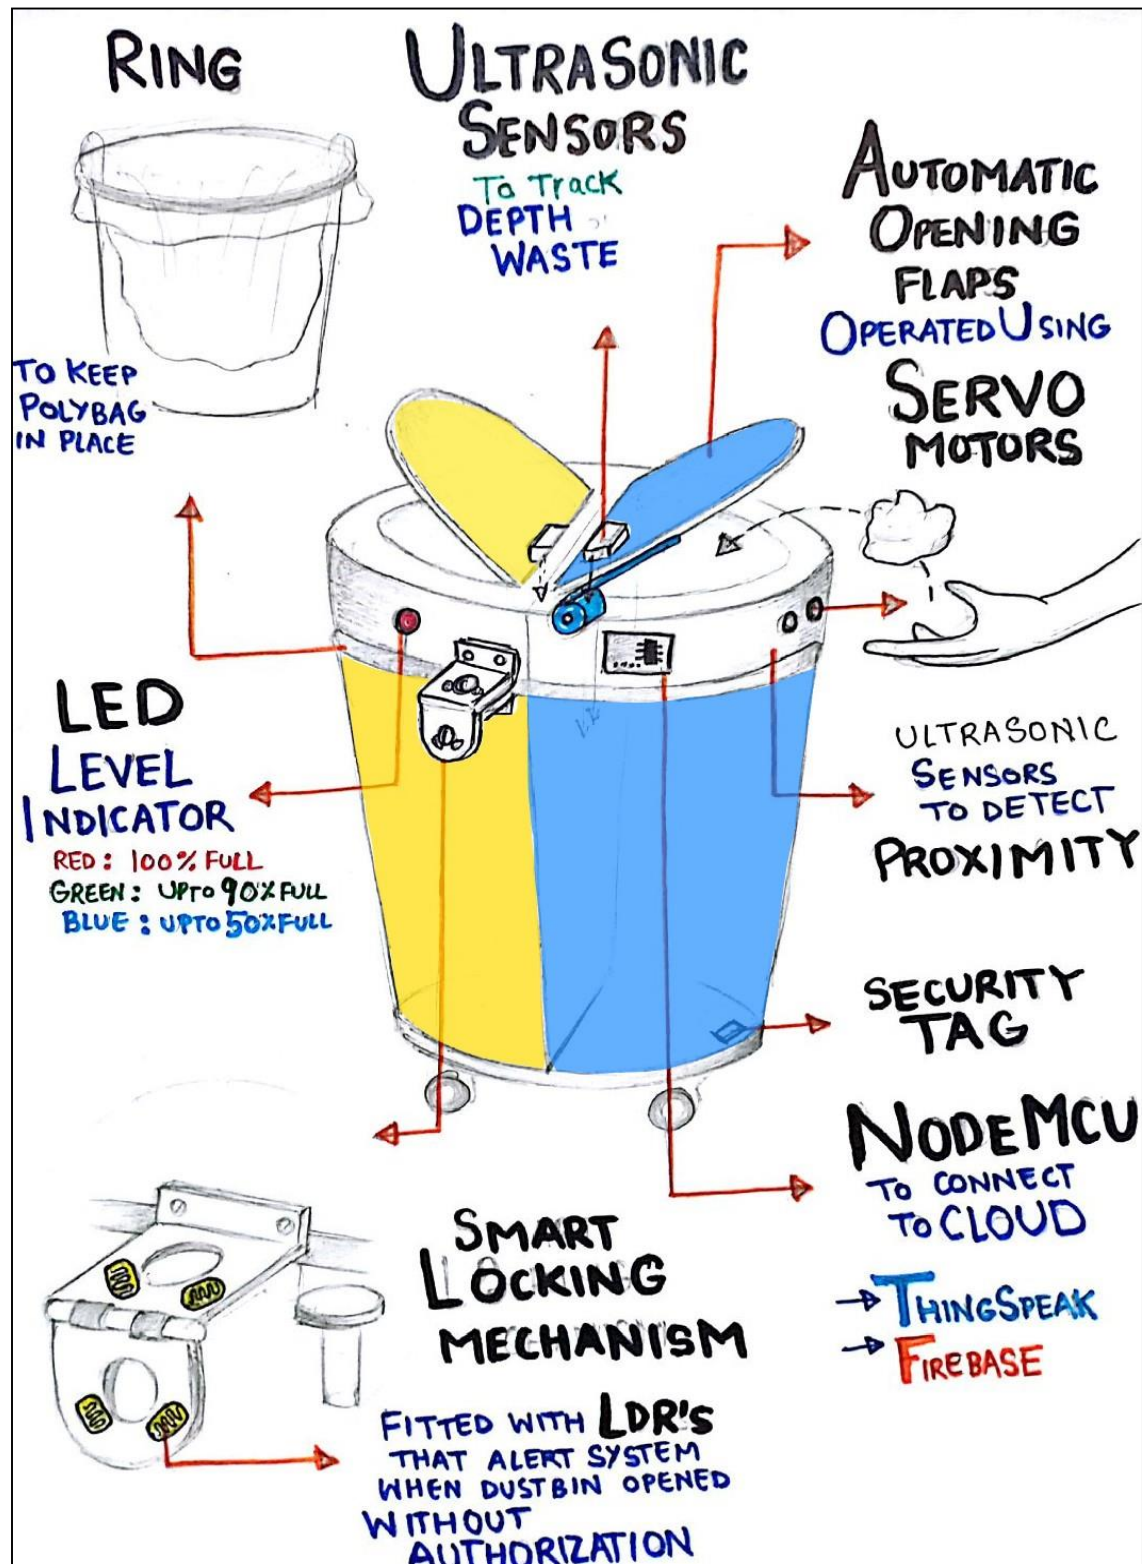 RING
TO KEEP
POLYBAG
IN PLACE
ULTRASONIC
SENSORS
To TracK
DEPTH
WASTE
AUTOMATIC
OPENING
FLAPS
OPERATED USING
SERVO
MOTORS
LED
LEVEL
INDICATOR
RED: 100% FULL
GREEN: UPTO 90% FULL
BLUE: UPTO 50% FULL
ULTRASONIC
SENSORS
TO DETECT
PROXIMITY
SECURITY
TAG
NODEMCU
TO CONNECT
TO CLOUD
→ THINGSPEAK
→ FIREBASE
SMART
LOCKING
MECHANISM
FITTED WITH LDR's
THAT ALERT SYSTEM
WHEN DUSTBIN OPENED
WITHOUT
AUTHORIZATION